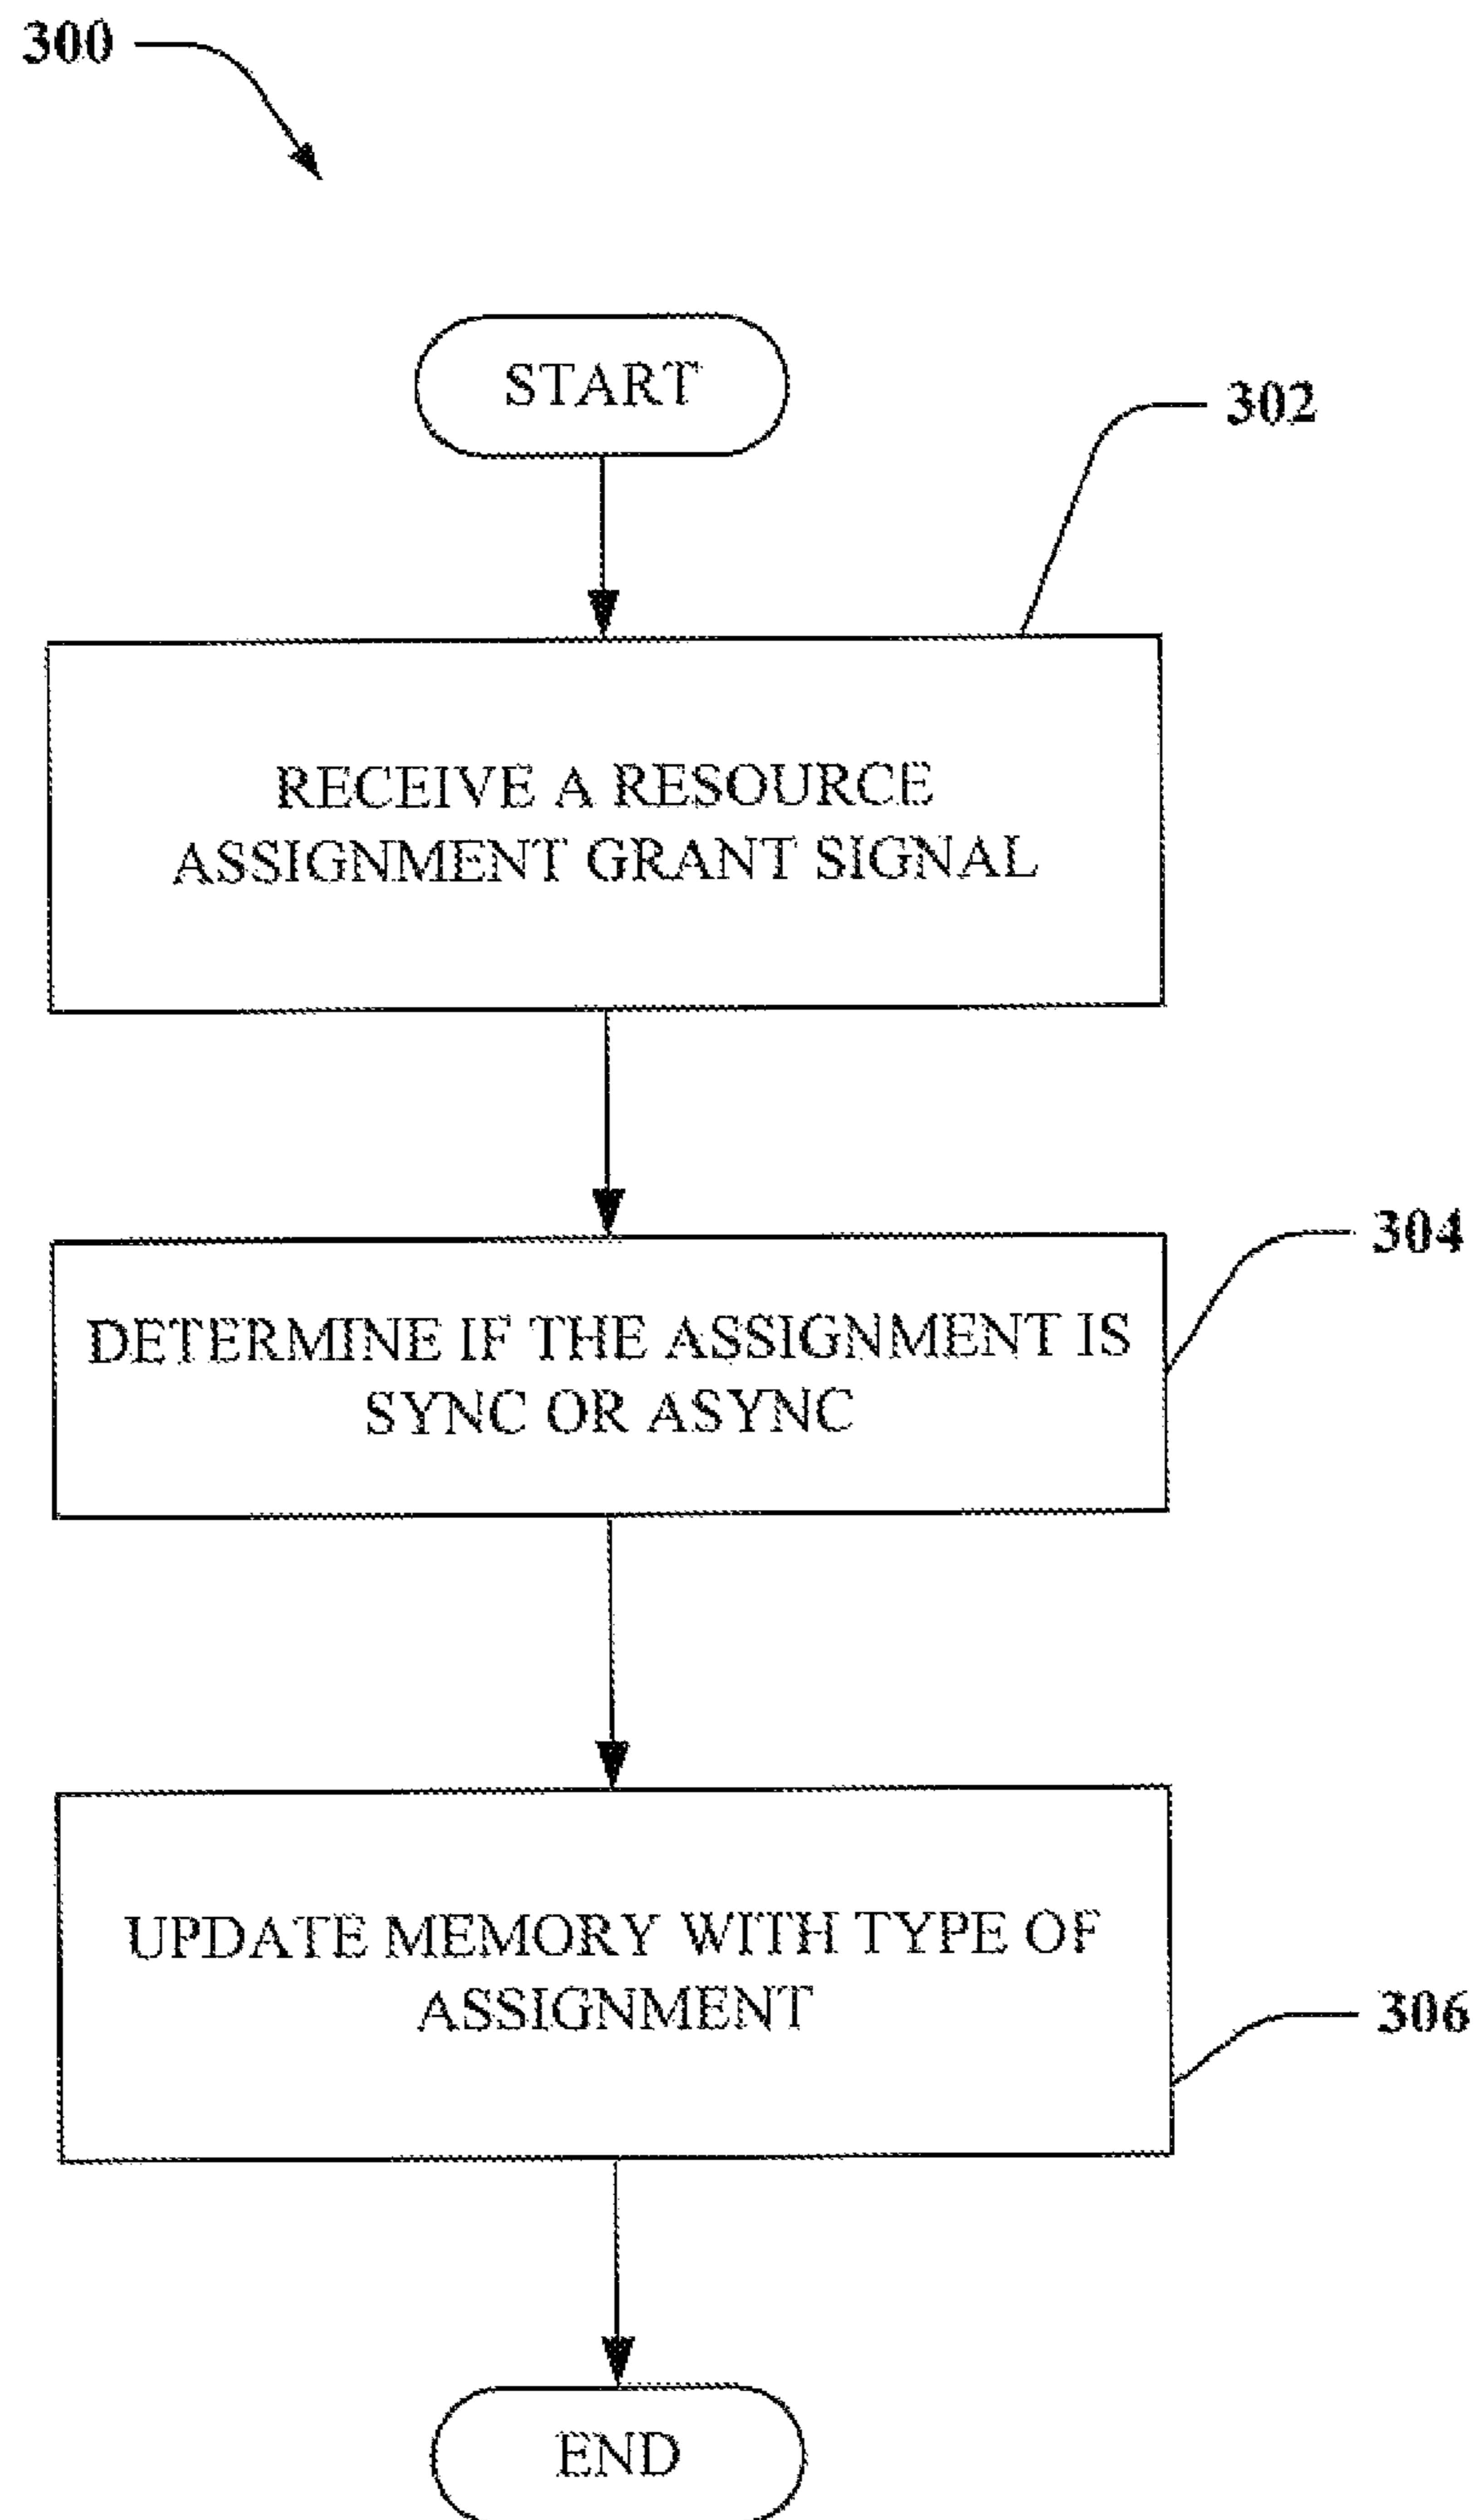 300
START
302
RECEIVE A RESOURCE
ASSIGNMENT GRANT SIGNAL
304
DETERMINE IF THE ASSIGNMENT IS
SYNC OR ASYNC
UPDATE MEMORY WITH TYPE OF
ASSIGNMENT
306
END